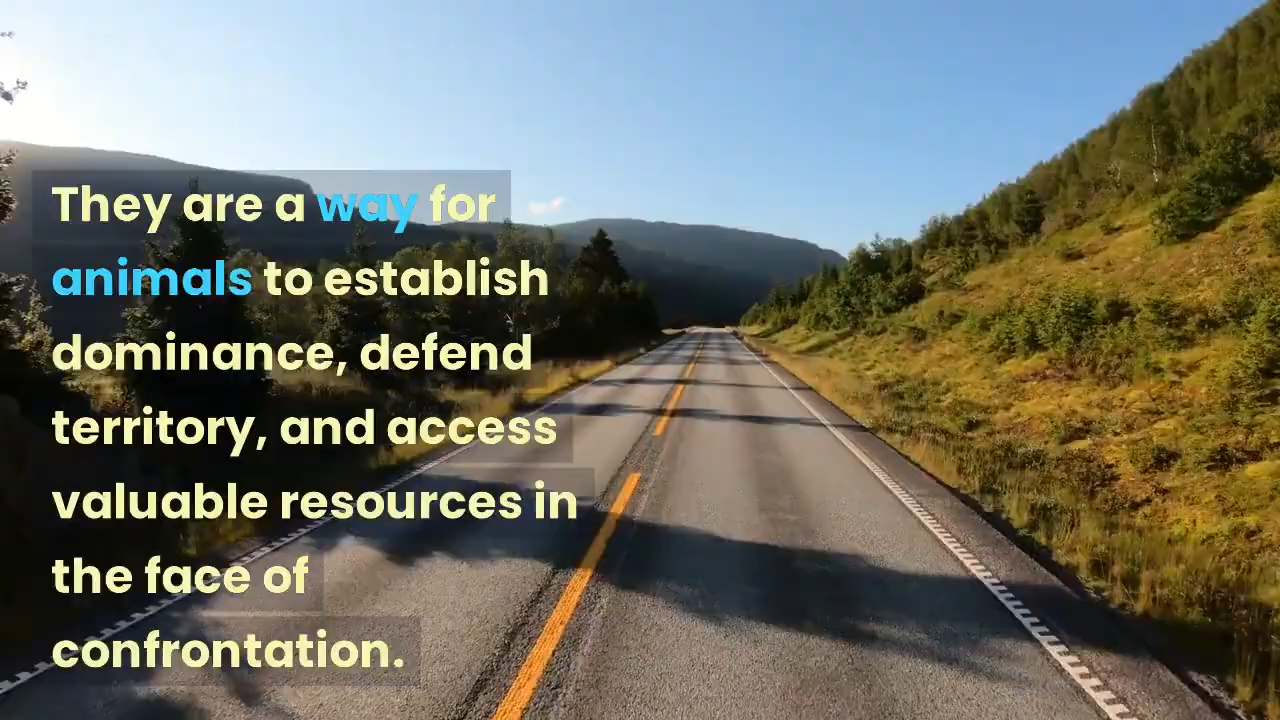 They are a way for
animals to establish
dominance, defend
territory, and access
valuable resources in
the face of
confrontation.